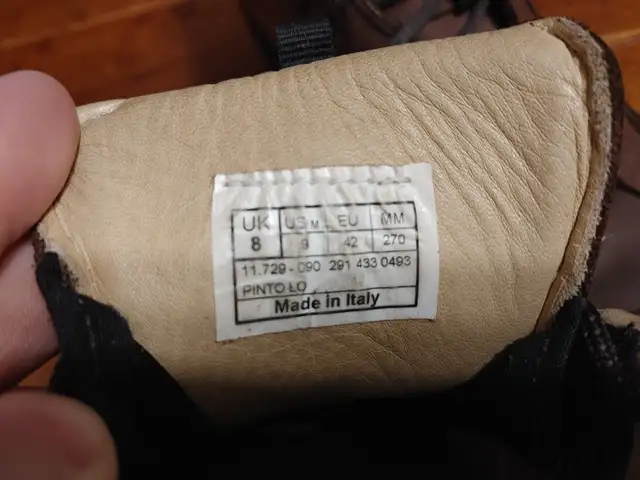 UK US M EU MM
8 9 42 270
11.729 - 090 291 433 0493
PINTO LO
Made in Italy